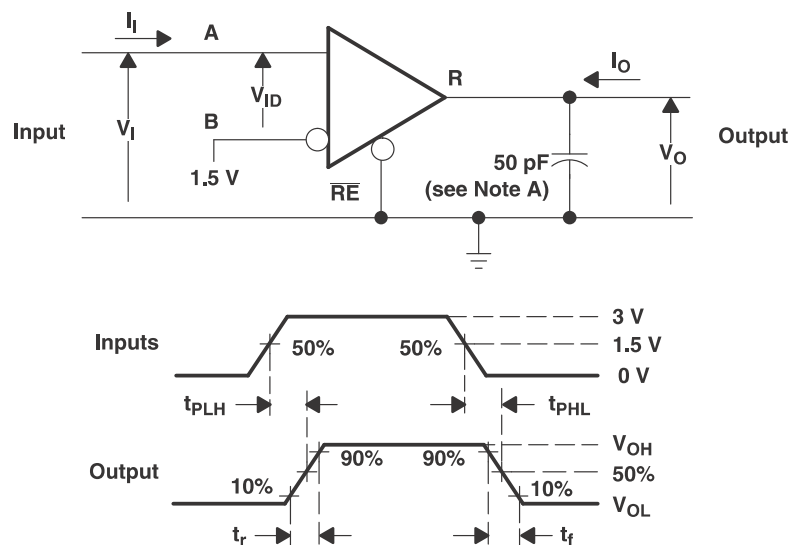 I_I
A
R
I_O
Input
V_I
V_ID
B
1.5 V
RE
50 pF
(see Note A)
V_O
Output
Inputs
50%
50%
3 V
1.5 V
0 V
t_PLH
t_PHL
Output
10%
90%
90%
10%
V_OH
50%
V_OL
t_r
t_f